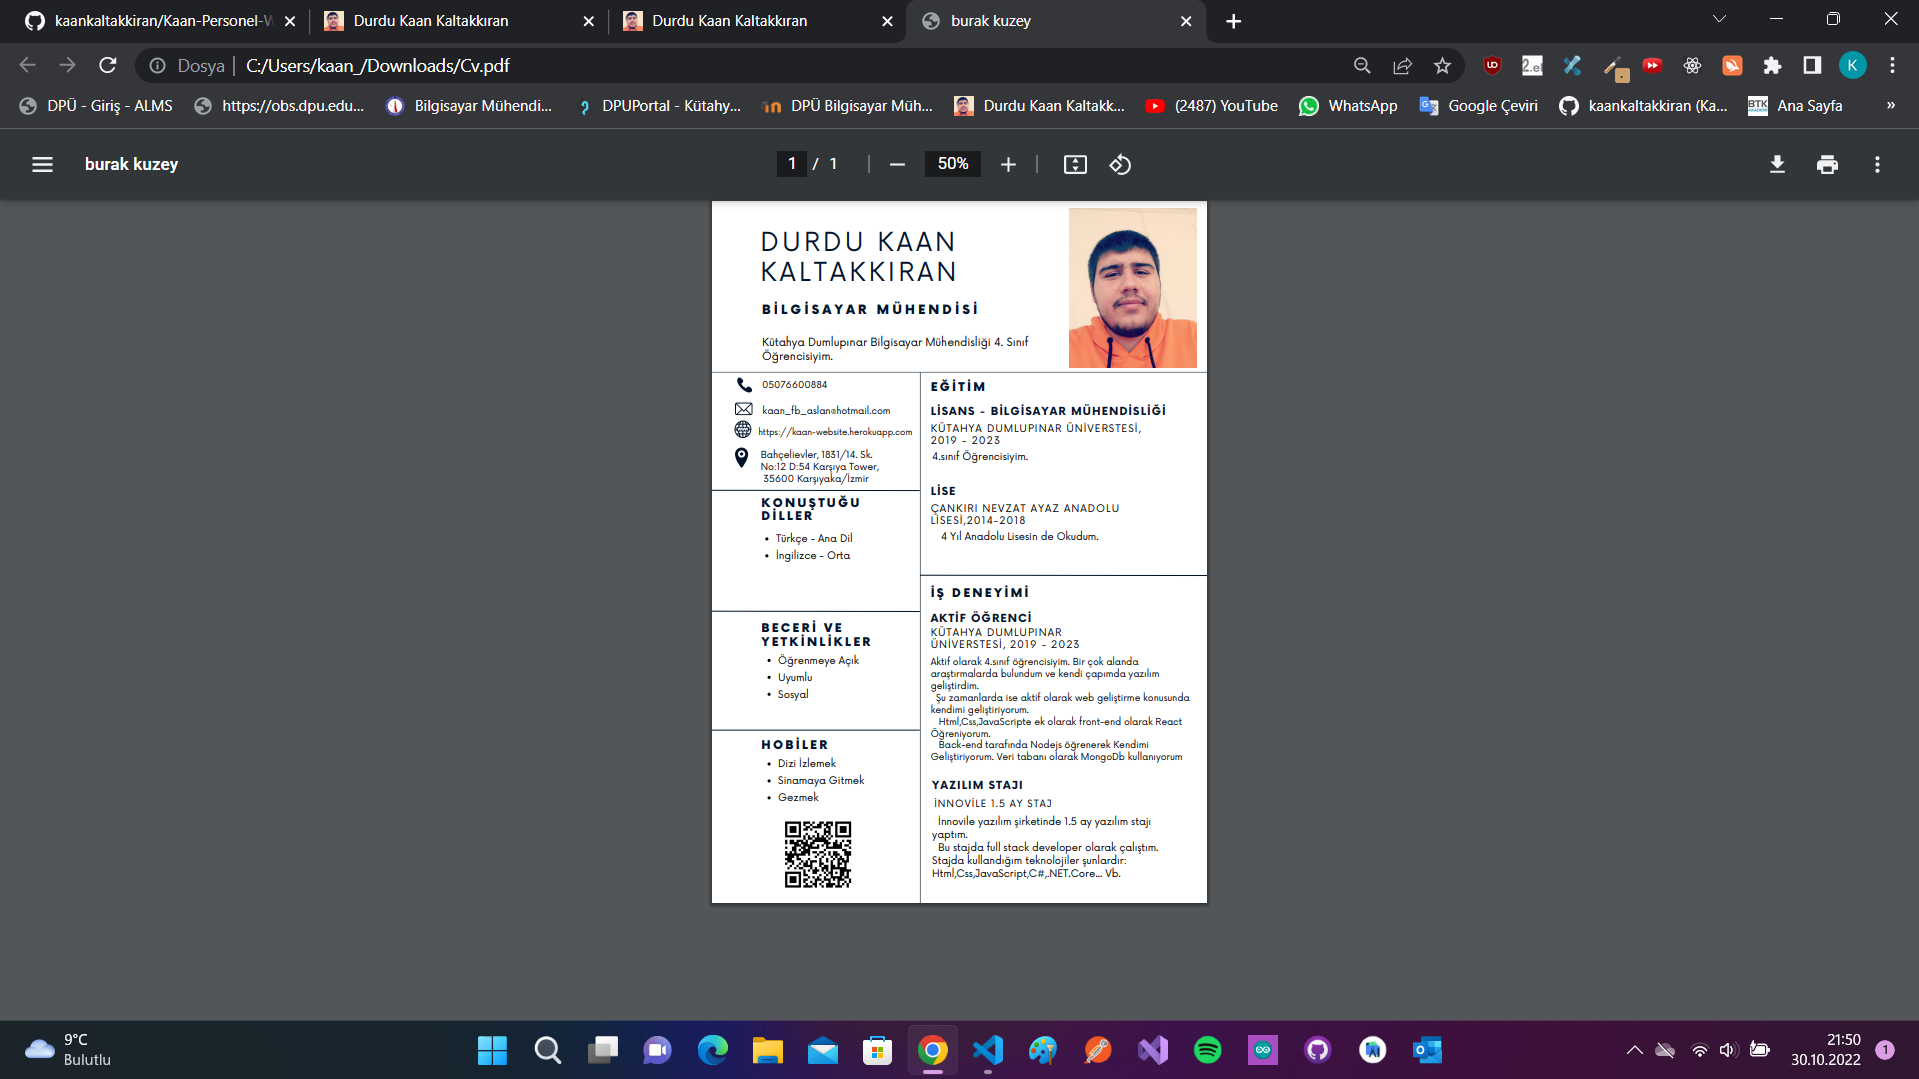 kaankaltakkiran/Kaan-Personel-W
Durdu Kaan Kaltakkıran
Durdu Kaan Kaltakkıran
burak kuzey
Dosya
C:/Users/kaan_/Downloads/Cv.pdf
K
DPÜ - Giriş - ALMS
https://obs.dpu.edu...
Bilgisayar Mühendi...
DPUPortal - Kütahy...
DPÜ Bilgisayar Müh...
Durdu Kaan Kaltakk...
(2487) YouTube
WhatsApp
Google Çeviri
kaankaltakkiran (Ka...
BTK
Ana Sayfa
»
burak kuzey
1 / 1
50%
DURDU KAAN
KALTAKKIRAN
BİLGİSAYAR MÜHENDİSİ
Kütahya Dumlupınar Bilgisayar Mühendisliği 4. Sınıf
Öğrencisiyim.
05076600884
kaan_fb_aslan@hotmail.com
https://kaan-website.herokuapp.com
Bahçelievler, 1831/14. Sk.
No:12 D:54 Karşıya Tower,
35600 Karşıyaka/İzmir
KONUŞTUĞU
DİLLER
• Türkçe - Ana Dil
• İngilizce - Orta
BECERİ VE
YETKİNLİKLER
• Öğrenmeye Açık
• Uyumlu
• Sosyal
HOBİLER
• Dizi İzlemek
• Sinamaya Gitmek
• Gezmek
EĞİTİM
LİSANS - BİLGİSAYAR MÜHENDİSLİĞİ
KÜTAHYA DUMLUPINAR ÜNİVERSTESİ,
2019 - 2023
4.sınıf Öğrencisiyim.
LİSE
ÇANKIRI NEVZAT AYAZ ANADOLU
LİSESİ,2014-2018
4 Yıl Anadolu Lisesin de Okudum.
İŞ DENEYİMİ
AKTİF ÖĞRENCİ
KÜTAHYA DUMLUPINAR
ÜNİVERSTESİ, 2019 - 2023
Aktif olarak 4.sınıf öğrencisiyim. Bir çok alanda
araştırmalarda bulundum ve kendi çapımda yazılım
geliştirdim.
Şu zamanlarda ise aktif olarak web geliştirme konusunda
kendimi geliştiriyorum.
Html,Css,JavaScripte ek olarak front-end olarak React
Öğreniyorum.
Back-end tarafında Nodejs öğrenerek Kendimi
Geliştiriyorum. Veri tabanı olarak MongoDb kullanıyorum
YAZILIM STAJI
İNNOVİLE 1.5 AY STAJ
İnnovile yazılım şirketinde 1.5 ay yazılım stajı
yaptım.
Bu stajda full stack developer olarak çalıştım.
Stajda kullandığım teknolojiler şunlardır:
Html,Css,JavaScript,C#,.NET.Core... Vb.
9°C
Bulutlu
21:50
30.10.2022
1